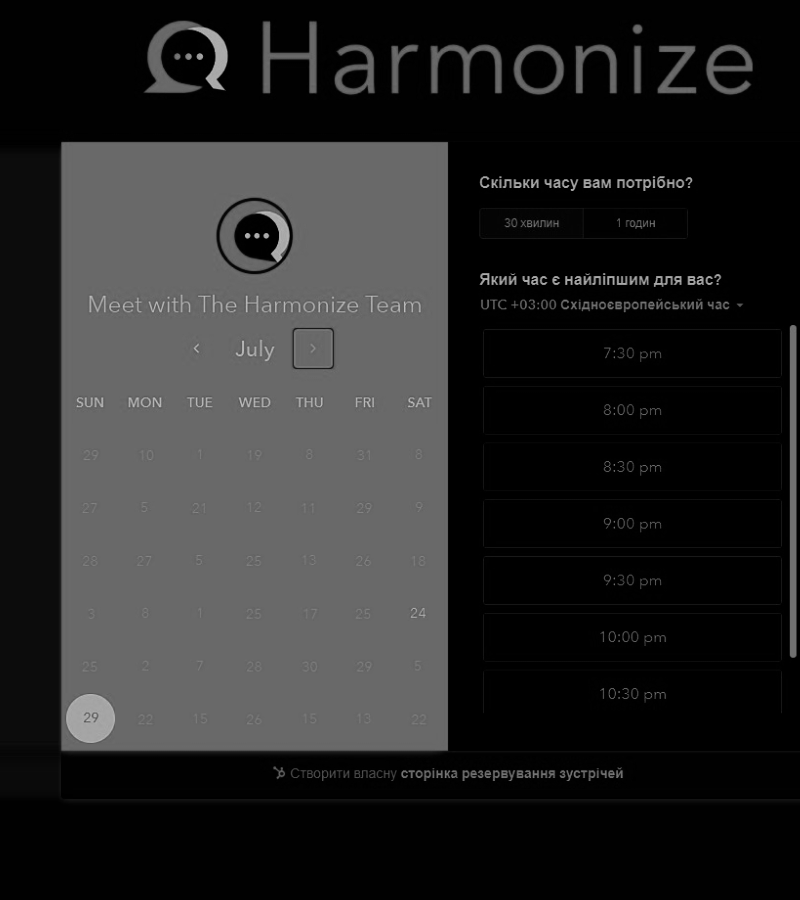 Harmonize
Meet with The Harmonize Team
July
SUN MON TUE WED THU FRI SAT
29 10 1 19 8 31 8
27 5 21 12 11 29 9
28 27 5 25 13 26 18
3 8 1 25 17 25 24
25 2 7 28 30 29 5
29 22 15 26 15 13 22
Скільки часу вам потрібно?
30 хвилин 1 годин
Який час є найліпшим для вас?
UTC +03:00 Східноєвропейський час
7:30 pm
8:00 pm
8:30 pm
9:00 pm
9:30 pm
10:00 pm
10:30 pm
Створити власну сторінка резервування зустрічей